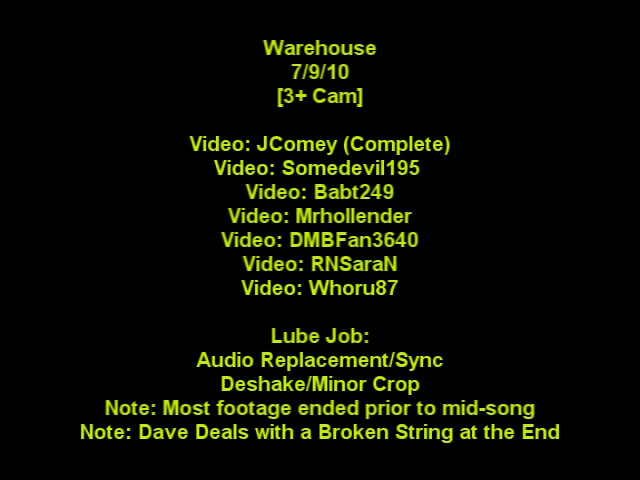 Warehouse
7/9/10
[3+ Cam]
Video: JComey (Complete)
Video: Somedevil195
Video: Babt249
Video: Mrhollender
Video: DMBFan3640
Video: RNSaraN
Video: Whoru87
Lube Job:
Audio Replacement/Sync
Deshake/Minor Crop
Note: Most footage ended prior to mid-song
Note: Dave Deals with a Broken String at the End